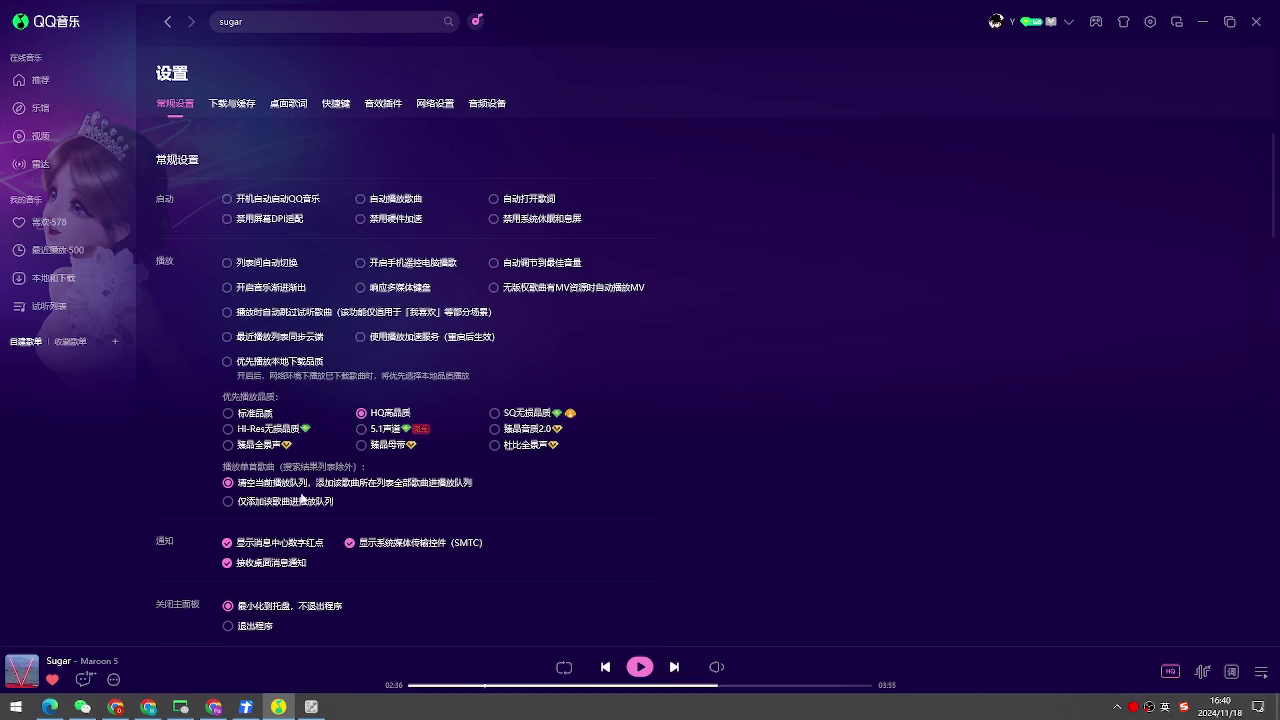 QQ音乐
sugar
Y
在线音乐
推荐
乐馆
视频
雷达
我的音乐
喜欢 578
最近播放 500
本地和下载
试听列表
自建歌单 | 收藏歌单 +
设置
常规设置 下载与缓存 桌面歌词 快捷键 音效插件 网络设置 音频设备
常规设置
启动
开机自动启动QQ音乐 自动播放歌曲 自动打开歌词
禁用屏幕DPI适配 禁用硬件加速 禁用系统休眠和息屏
播放
列表间自动切换 开启手机遥控电脑播歌 自动调节到最佳音量
开启音乐渐进渐出 响应多媒体键盘 无版权歌曲有MV资源时自动播放MV
播放时自动跳过试听歌曲（该功能仅适用于「我喜欢」等部分场景）
最近播放列表同步云端 使用播放加速服务（重启后生效）
优先播放本地下载品质
开启后，网络环境下播放已下载歌曲时，将优先选择本地品质播放
优先播放品质：
标准品质 HQ高品质 SQ无损品质
Hi-Res无损品质 5.1声道 臻品音质2.0
臻品全景声 臻品母带 杜比全景声
播放单首歌曲（搜索结果列表除外）：
清空当前播放队列，添加该歌曲所在列表全部歌曲进播放队列
仅添加该歌曲进播放队列
通知
显示消息中心数字红点 显示系统媒体传输控件（SMTC）
接收桌面消息通知
关闭主面板
最小化到托盘，不退出程序
退出程序
Sugar - Maroon 5
02:36 03:55
HQ 词
英
16:40
2024/11/18